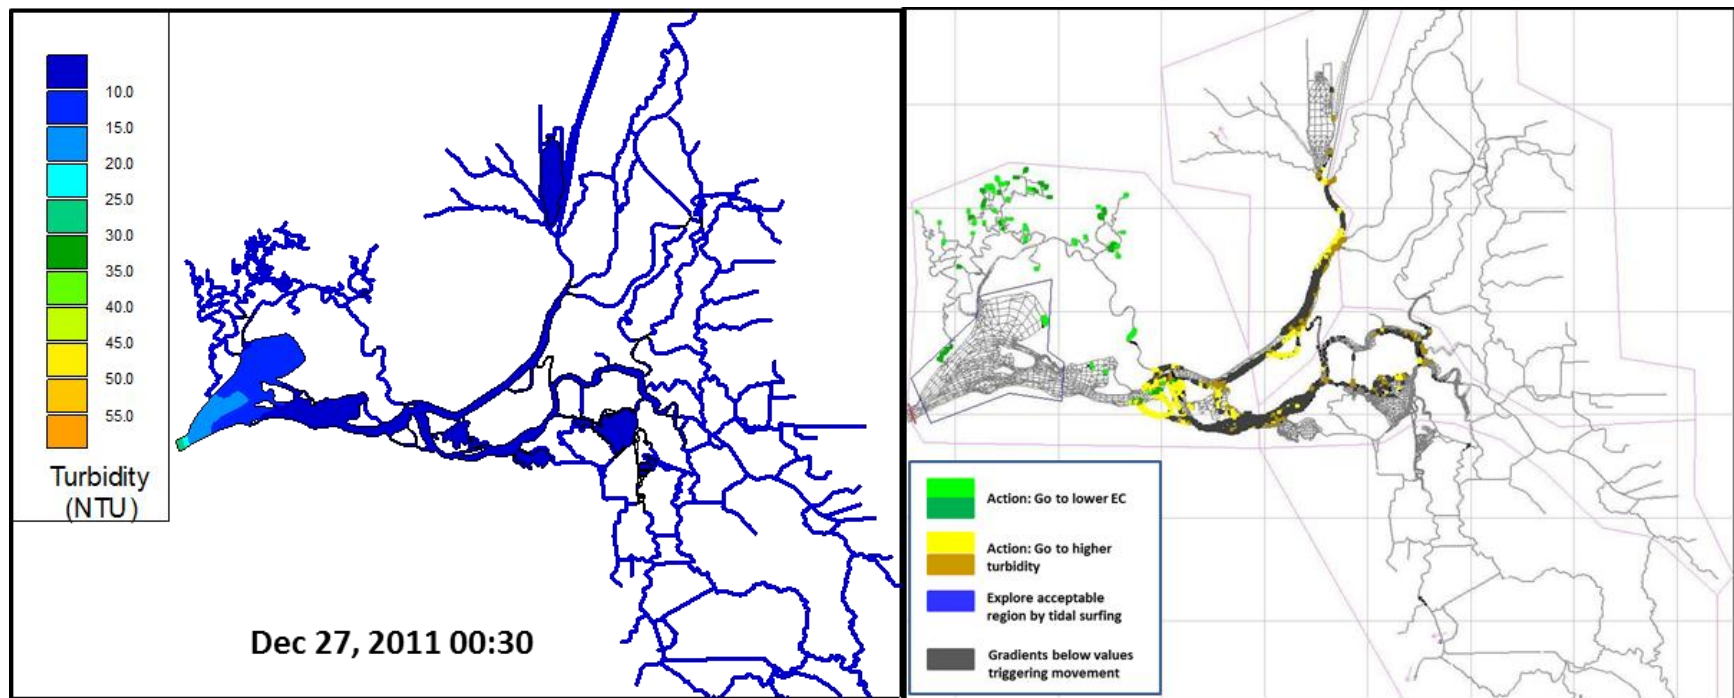 10.0
15.0
20.0
25.0
30.0
35.0
40.0
45.0
50.0
55.0
Turbidity
(NTU)
Dec 27, 2011 00:30
Action: Go to lower EC
Action: Go to higher
turbidity
Explore acceptable
region by tidal surfing
Gradients below values
triggering movement